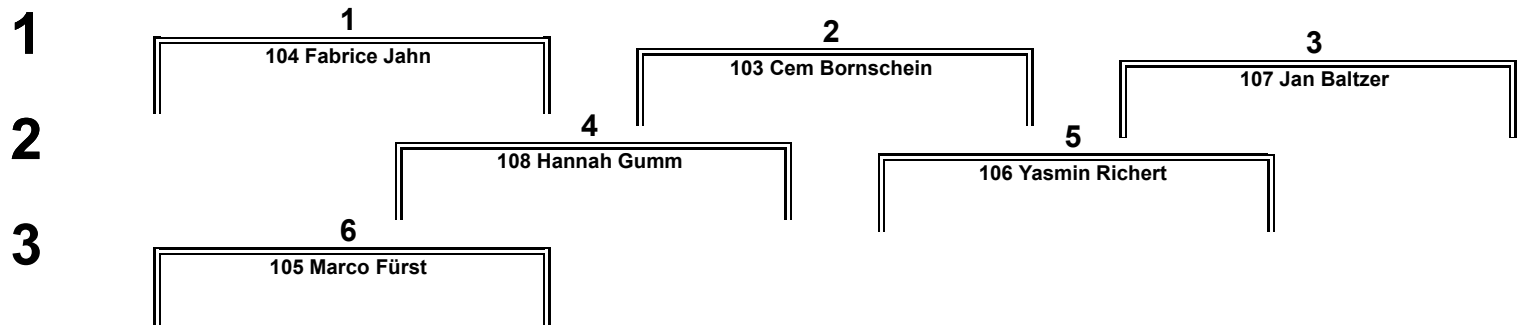 1
1
104 Fabrice Jahn
2
103 Cem Bornschein
3
107 Jan Baltzer
2
4
108 Hannah Gumm
5
106 Yasmin Richert
3
6
105 Marco Fürst